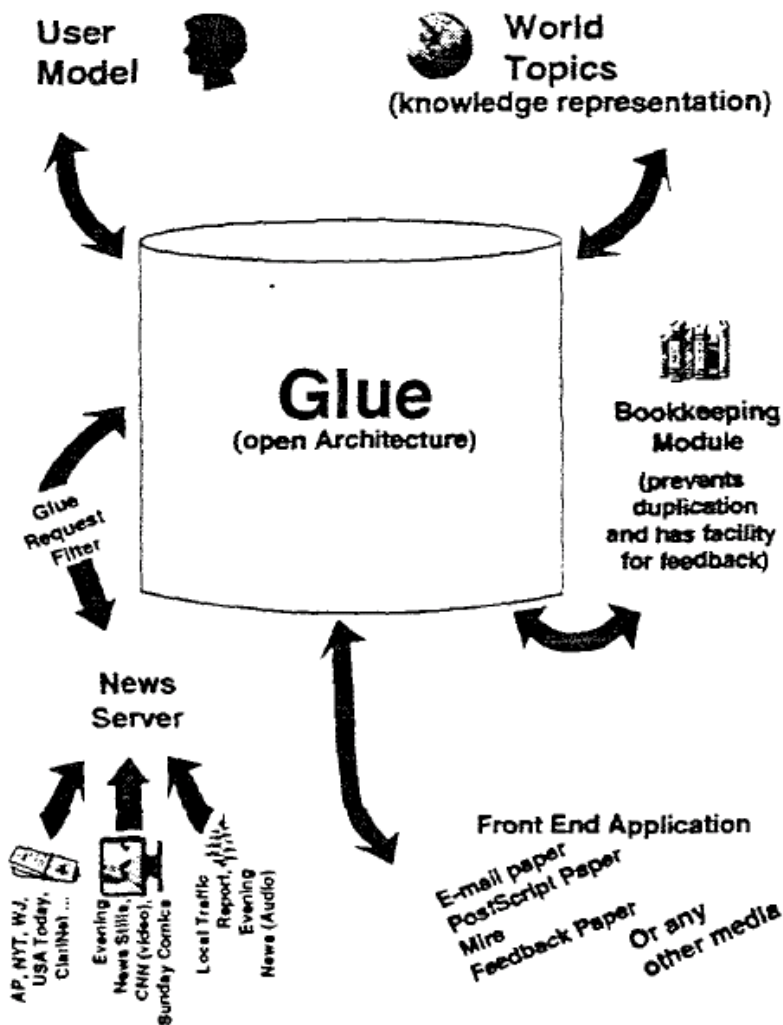 User
Model
World
Topics
(knowledge representation)
Glue
(open Architecture)
Bookkeeping
Module
(prevents
duplication
and has facility
for feedback)
Glue
Request
Filter
News
Server
AP, NYT, WJ,
USA Today,
ClariNet ...
Evening
News Stills,
CNN (video),
Sunday Comics
Local Traffic
Report,
Evening
News (Audio)
Front End Application
E-mail paper
PostScript Paper
Mire
Feedback Paper
Or any
other media